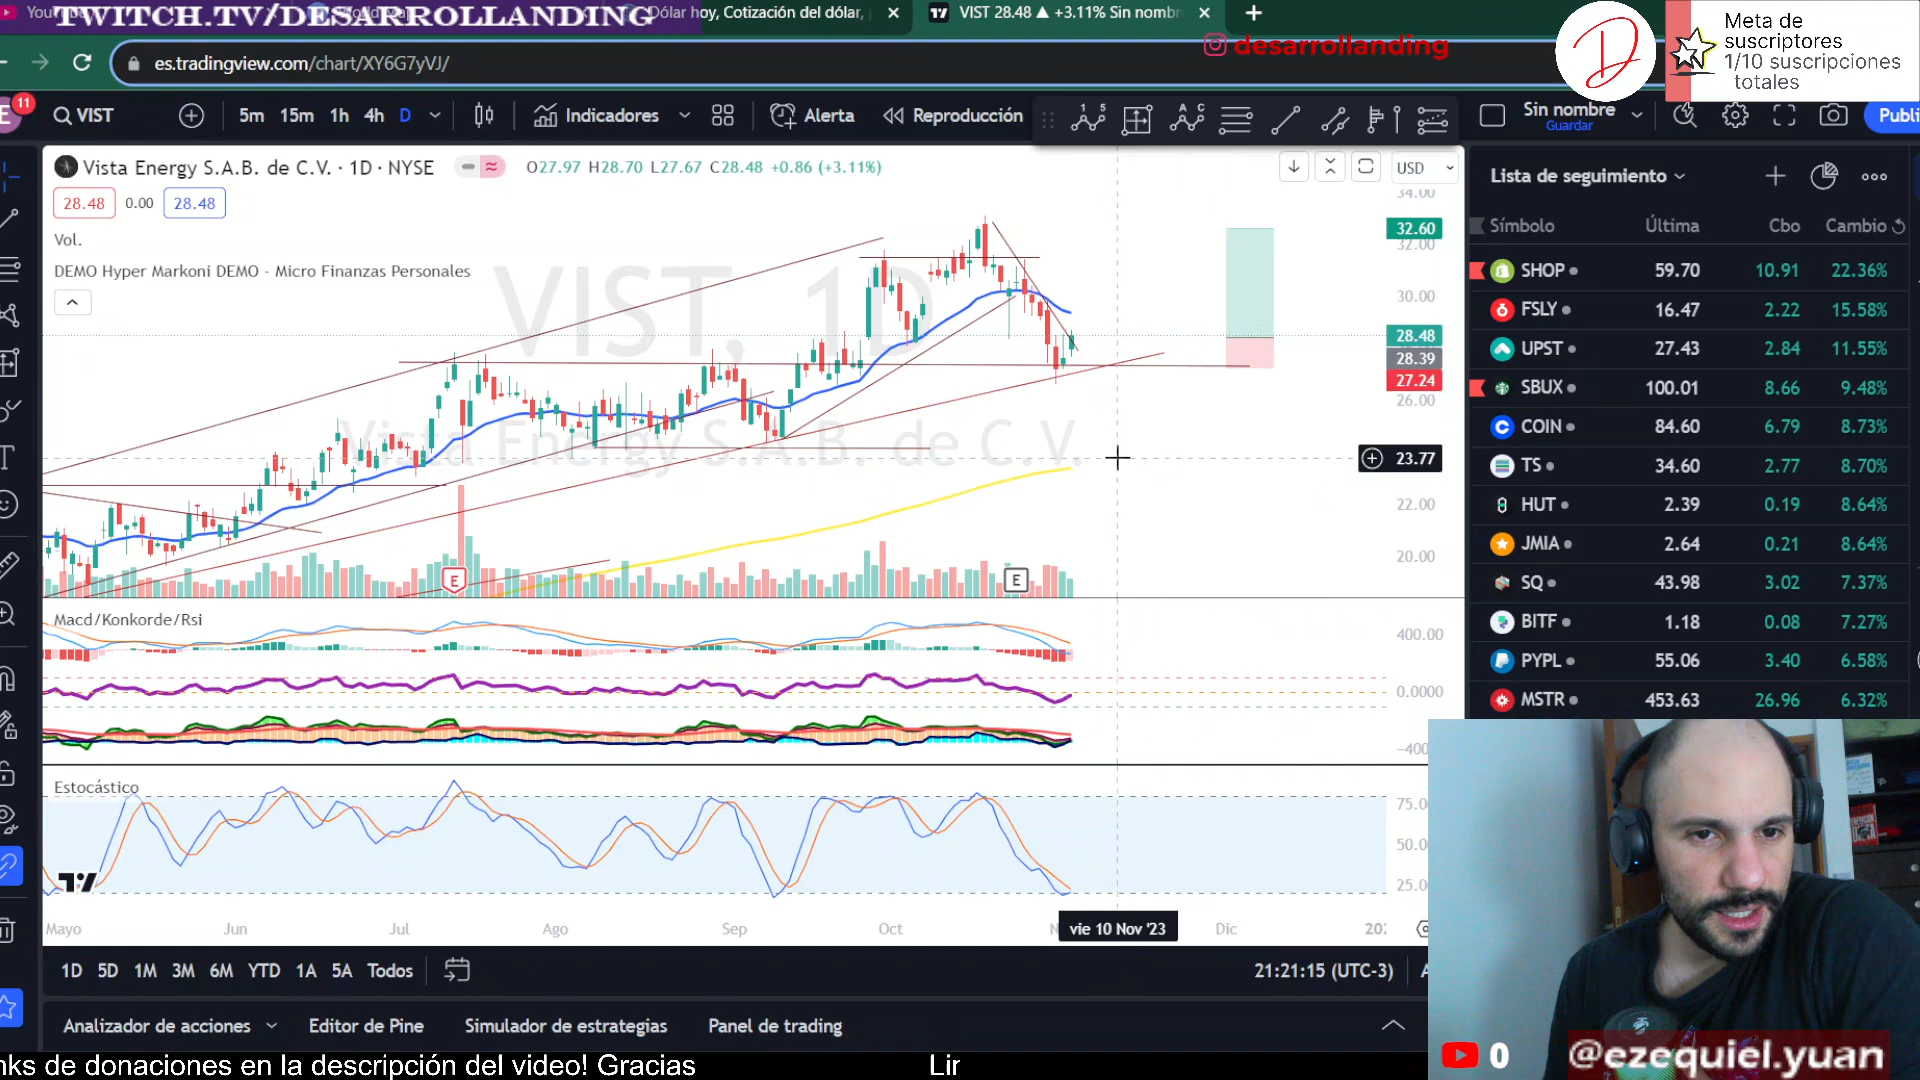 TWITCH.TV/DESARROLLANDING
Dólar hoy, Cotización del dólar,
VIST 28.48 ▲ +3.11% Sin nombr
desarrollanding
Meta de
suscriptores
1/10 suscripciones
totales
es.tradingview.com/chart/XY6G7yVJ/
11
VIST
5m 15m 1h 4h D
Indicadores
Alerta
Reproducción
Sin nombre
Guardar
Publi
Vista Energy S.A.B. de C.V. · 1D · NYSE
O27.97 H28.70 L27.67 C28.48 +0.86 (+3.11%)
USD
28.48 0.00 28.48
Vol.
DEMO Hyper Markoni DEMO - Micro Finanzas Personales
VIST, 1D
Vista Energy S.A.B. de C.V.
34.00
32.60
32.00
30.00
28.48
28.39
27.24
26.00
23.77
22.00
20.00
E
E
Macd/Konkorde/Rsi
400.00
0.0000
Estocástico
75.0
50.0
25.0
Mayo Jun Jul Ago Sep Oct
vie 10 Nov '23
Dic
1D 5D 1M 3M 6M YTD 1A 5A Todos
21:21:15 (UTC-3)
Analizador de acciones
Editor de Pine
Simulador de estrategias
Panel de trading
Lista de seguimiento
Símbolo Última Cbo Cambio
SHOP 59.70 10.91 22.36%
FSLY 16.47 2.22 15.58%
UPST 27.43 2.84 11.55%
SBUX 100.01 8.66 9.48%
COIN 84.60 6.79 8.73%
TS 34.60 2.77 8.70%
HUT 2.39 0.19 8.64%
JMIA 2.64 0.21 8.64%
SQ 43.98 3.02 7.37%
BITF 1.18 0.08 7.27%
PYPL 55.06 3.40 6.58%
MSTR 453.63 26.96 6.32%
0
@ezequiel.yuan
nks de donaciones en la descripción del video! Gracias
Lir